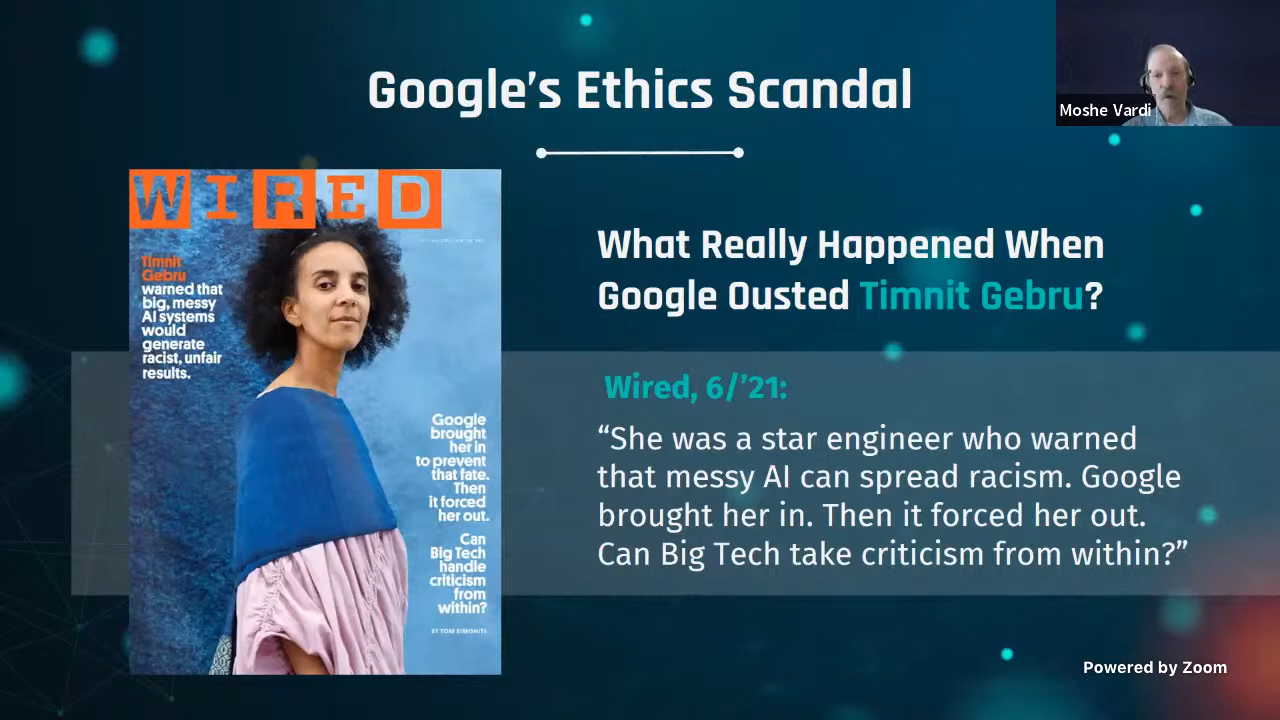 Google's Ethics Scandal
Moshe Vardi
WIRED
Timnit
Gebru
warned that
big, messy
AI systems
would
generate
racist, unfair
results.
Google
brought
her in
to prevent
that fate.
Then
it forced
her out.
Can
Big Tech
handle
criticism
from
within?
BY TOM SIMONITE
What Really Happened When
Google Ousted Timnit Gebru?
Wired, 6/'21:
“She was a star engineer who warned
that messy AI can spread racism. Google
brought her in. Then it forced her out.
Can Big Tech take criticism from within?”
Powered by Zoom